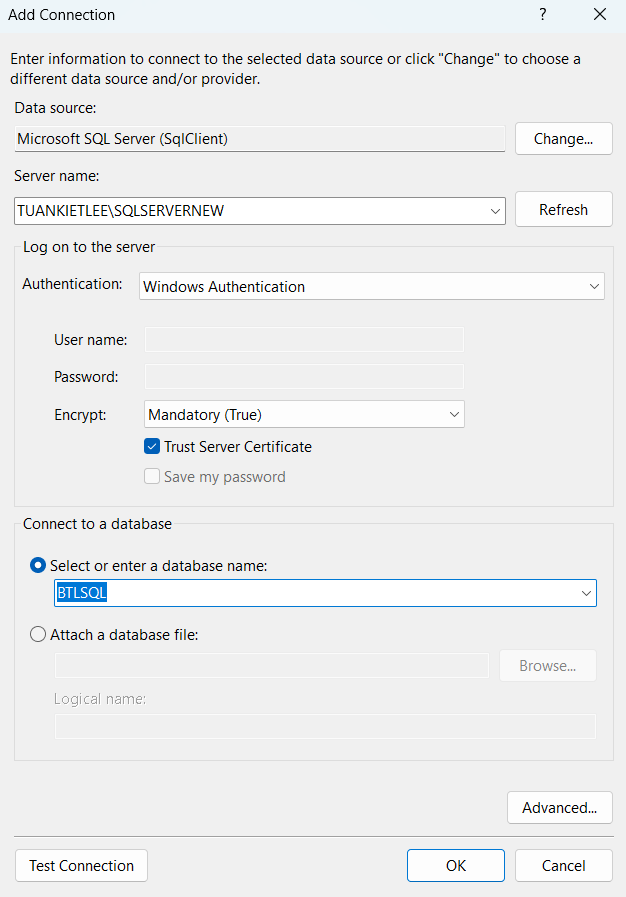 Add Connection
?
Enter information to connect to the selected data source or click "Change" to choose a
different data source and/or provider.
Data source:
Microsoft SQL Server (SqlClient)
Change...
Server name:
TUANKIETLEE\SQLSERVERNEW
Refresh
Log on to the server
Authentication:
Windows Authentication
User name:
Password:
Encrypt:
Mandatory (True)
Trust Server Certificate
Save my password
Connect to a database
Select or enter a database name:
BTLSQL
Attach a database file:
Browse...
Logical name:
Advanced...
Test Connection
OK
Cancel